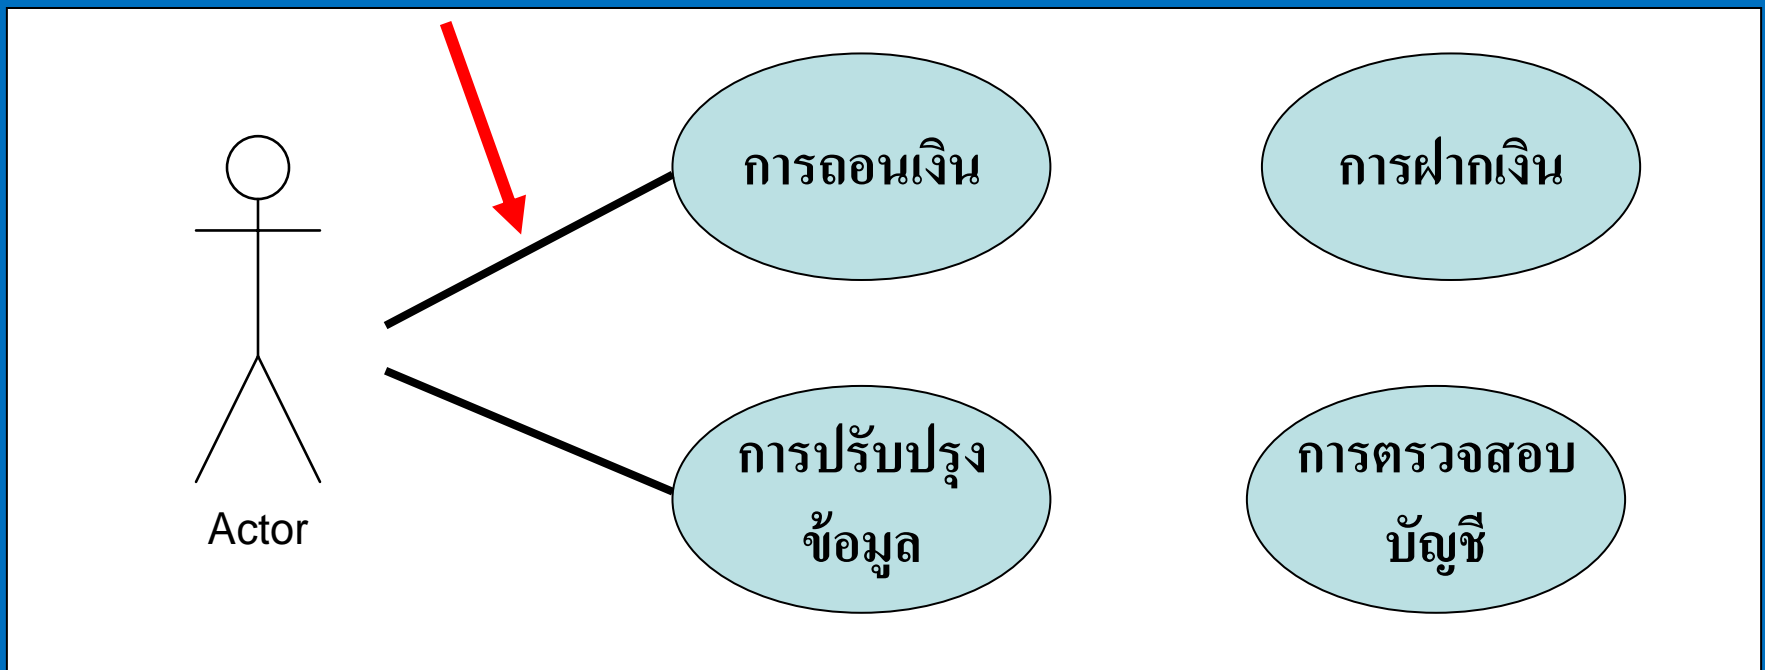 การถอนเงิน
การฝากเงิน
Actor
การปรับปรุง
ข้อมูล
การตรวจสอบ
บัญชี